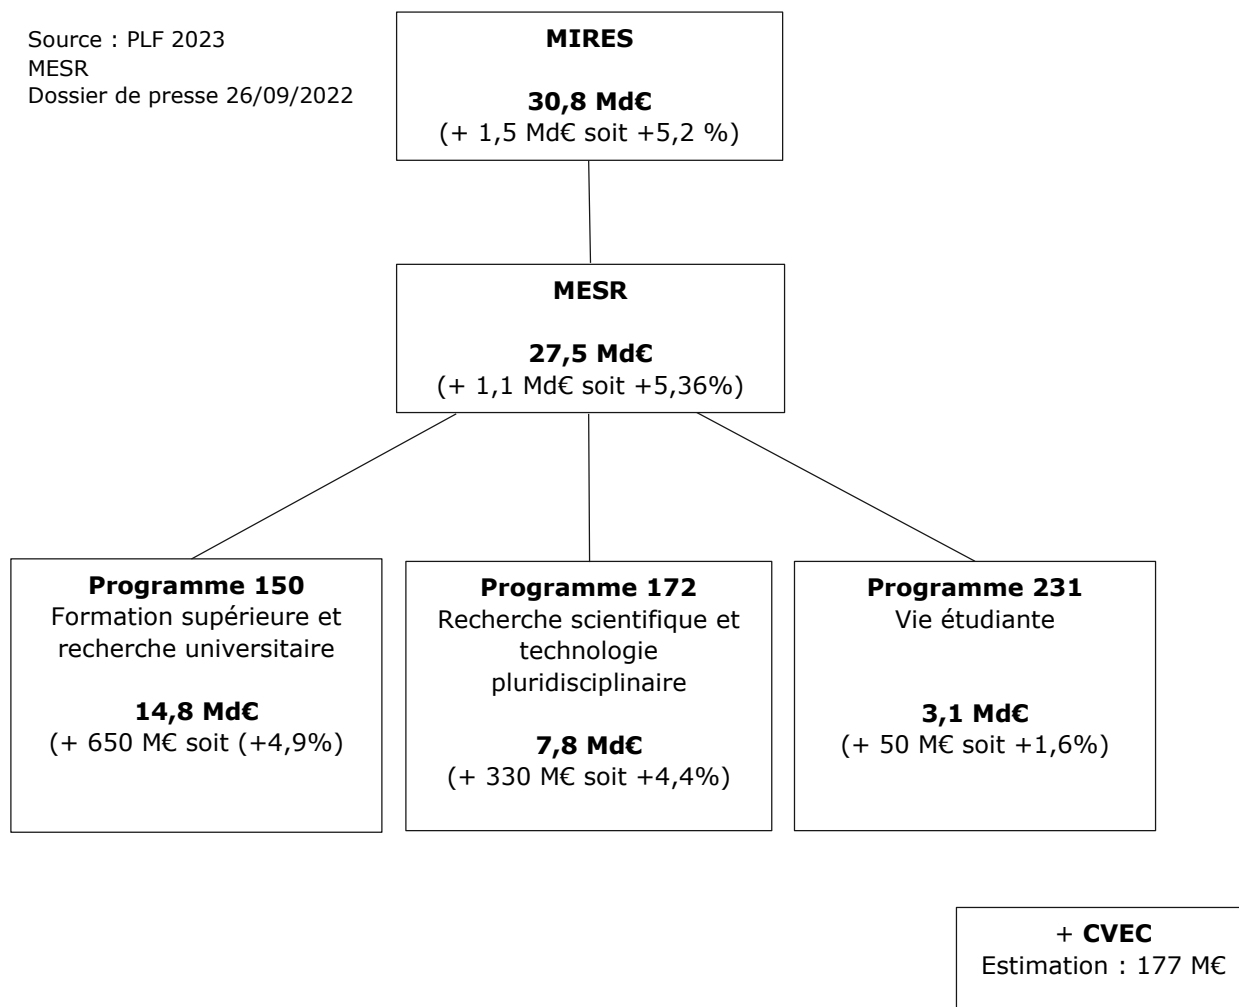 Source : PLF 2023
MESR
Dossier de presse 26/09/2022
MIRES
30,8 Md€
(+ 1,5 Md€ soit +5,2 %)
MESR
27,5 Md€
(+ 1,1 Md€ soit +5,36%)
Programme 150
Formation supérieure et
recherche universitaire
14,8 Md€
(+ 650 M€ soit (+4,9%)
Programme 172
Recherche scientifique et
technologie
pluridisciplinaire
7,8 Md€
(+ 330 M€ soit +4,4%)
Programme 231
Vie étudiante
3,1 Md€
(+ 50 M€ soit +1,6%)
+ CVEC
Estimation : 177 M€